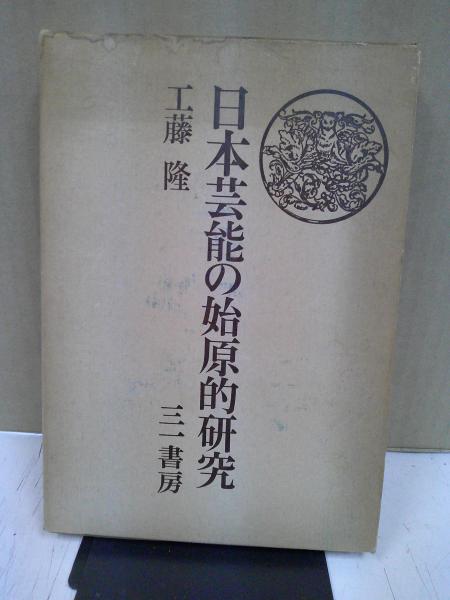 日本芸能の始原的研究
工藤 隆
三一書房